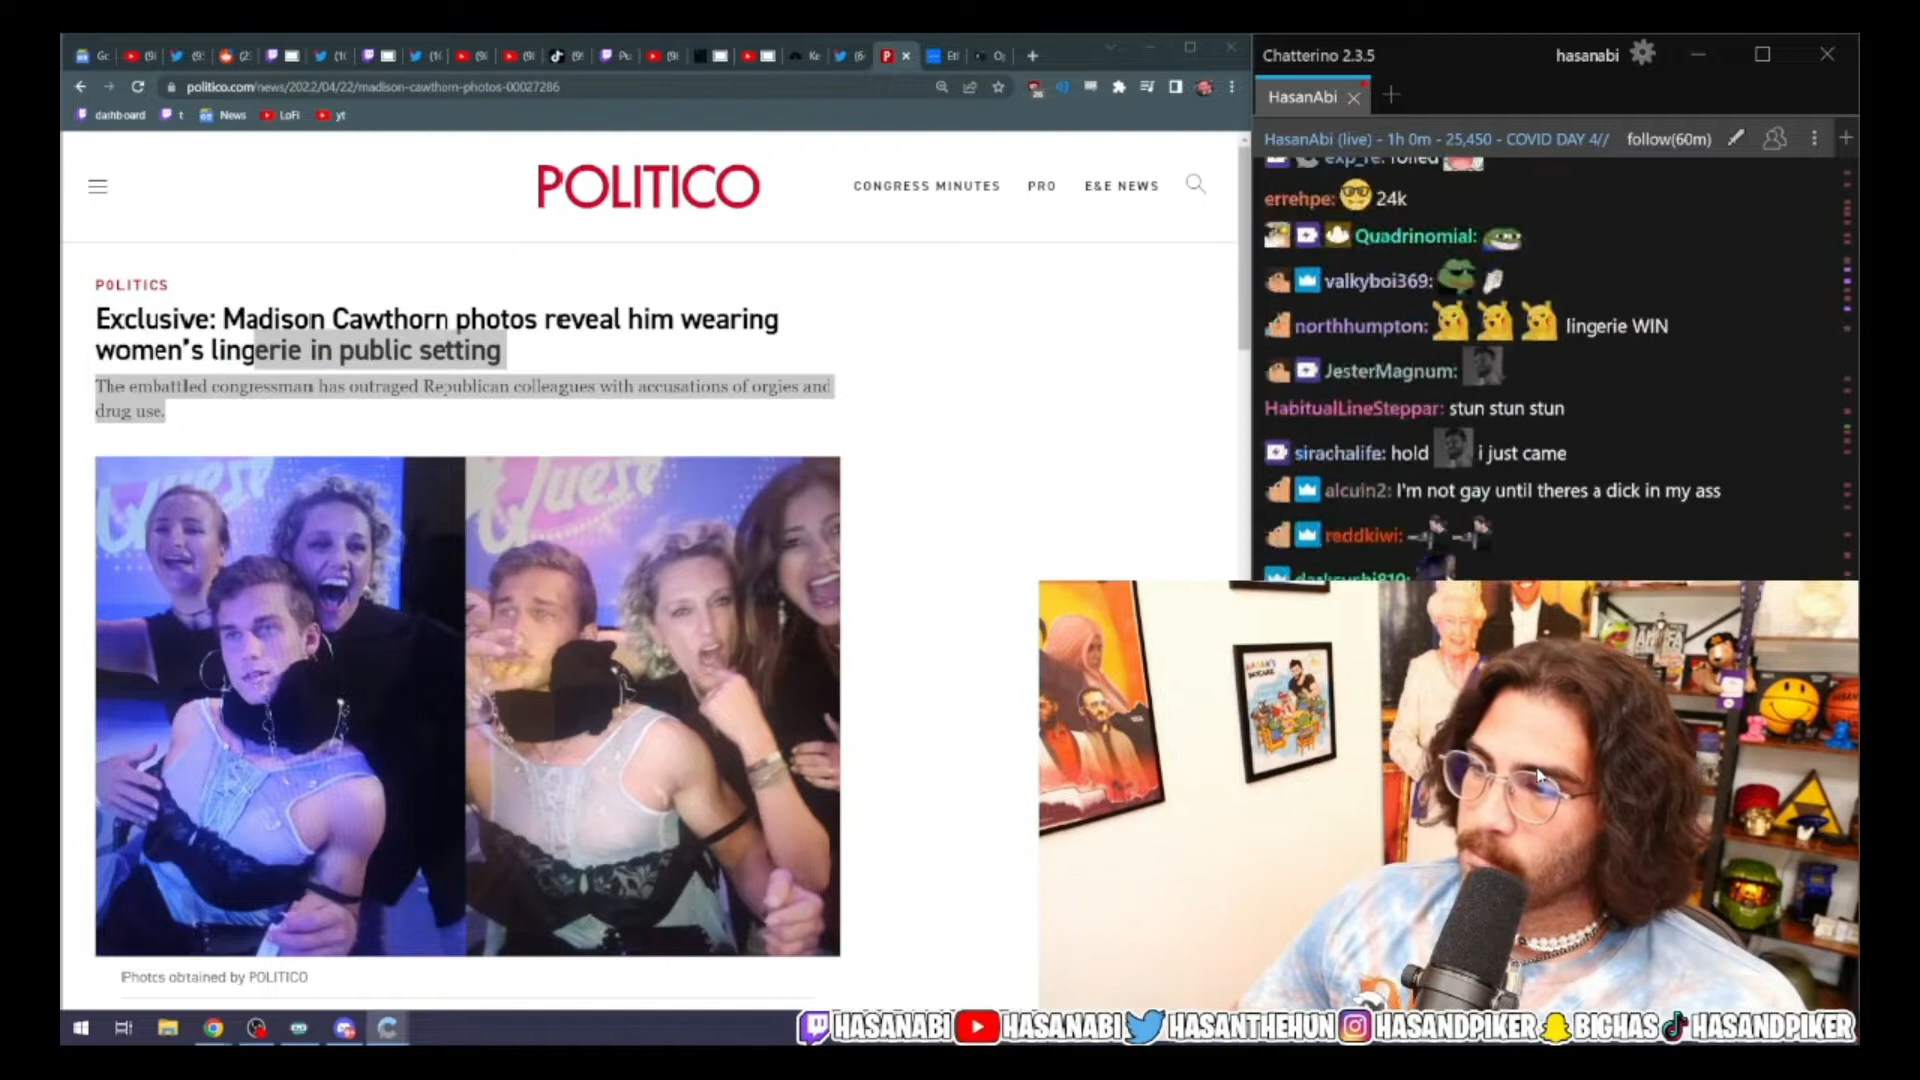 Chatterino 2.3.5
hasanabi
politico.com/news/2022/04/22/madison-cawthorn-photos-00027286
HasanAbi
dashboard
t
News
LoFi
yt
HasanAbi (live) - 1h 0m - 25,450 - COVID DAY 4//
follow(60m)
POLITICO
CONGRESS MINUTES
PRO
E&E NEWS
errehpe: 24k
Quadrinomial:
valkyboi369:
northhumpton: lingerie WIN
JesterMagnum:
HabitualLineSteppar: stun stun stun
sirachalife: hold i just came
alcuin2: I'm not gay until theres a dick in my ass
reddkiwi:
POLITICS
Exclusive: Madison Cawthorn photos reveal him wearing
women's lingerie in public setting
The embattled congressman has outraged Republican colleagues with accusations of orgies and
drug use.
Photos obtained by POLITICO
HASANABI
HASANABI
HASANTHEHUN
HASANDPIKER
BIGHAS
HASANDPIKER